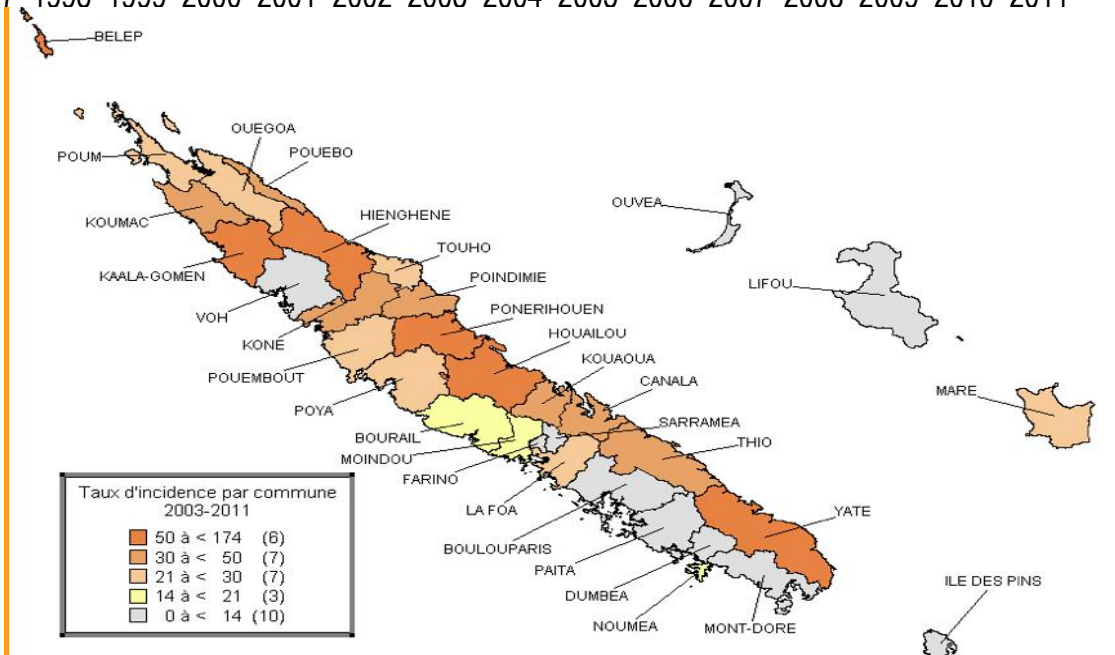 1998 1999 2000 2001 2002 2003 2004 2005 2006 2007 2008 2009 2010 2011
BELEP
OUEGOA
POUM
POUEBO
OUVEA
KOUMAC
HIENGHENE
TOUHO
KAALA-GOMEN
POINDIMIE
LIFOU
VOH
PONERIHOUEN
KONE
HOUAILOU
KOUAOUA
POUEMBOUT
CANALA
MARE
POYA
SARRAMEA
BOURAIL
THIO
MOINDOU
FARINO
LA FOA
YATE
BOULOUPARIS
PAITA
ILE DES PINS
DUMBEA
NOUMEA
MONT-DORE
Taux d'incidence par commune
2003-2011
50 à < 174 (6)
30 à < 50 (7)
21 à < 30 (7)
14 à < 21 (3)
0 à < 14 (10)